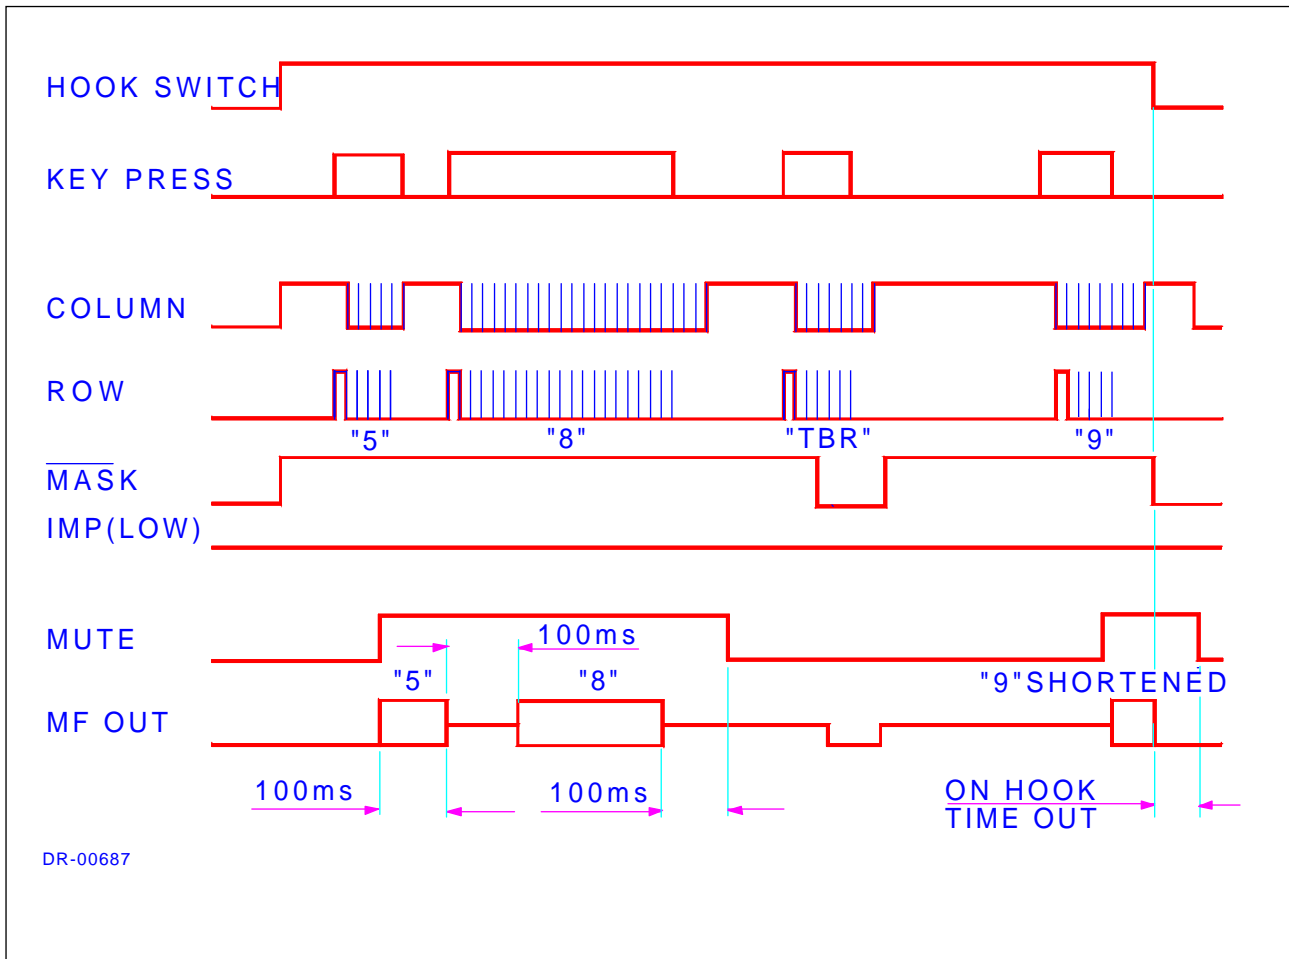 HOOK SWITCH
KEY PRESS
COLUMN
ROW
"5" "8" "TBR" "9"
MASK
IMP(LOW)
MUTE
100ms
"5" "8" "9"SHORTENED
MF OUT
100ms 100ms ON HOOK
TIME OUT
DR-00687